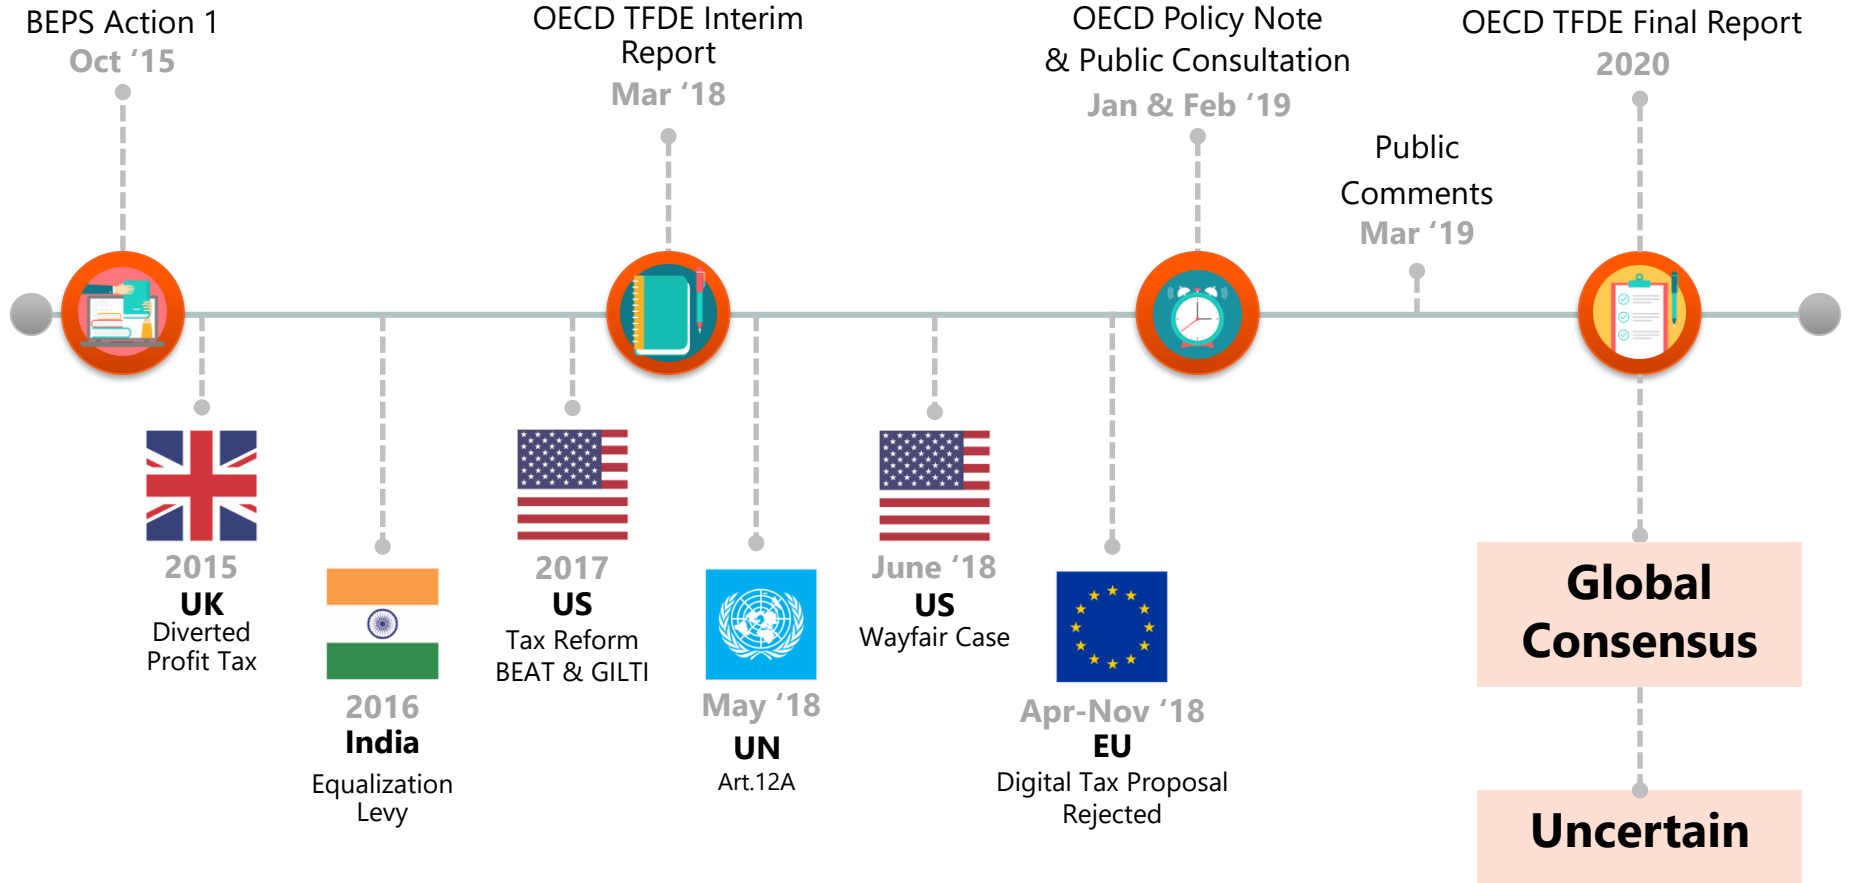 BEPS Action 1
Oct ‘15
OECD TFDE Interim
Report
Mar ‘18
OECD Policy Note
& Public Consultation
Jan & Feb ‘19
Public
Comments
Mar ‘19
OECD TFDE Final Report
2020
2015
UK
Diverted
Profit Tax
2016
India
Equalization
Levy
2017
US
Tax Reform
BEAT & GILTI
May ‘18
UN
Art.12A
June ‘18
US
Wayfair Case
Apr-Nov ‘18
EU
Digital Tax Proposal
Rejected
Global
Consensus
Uncertain